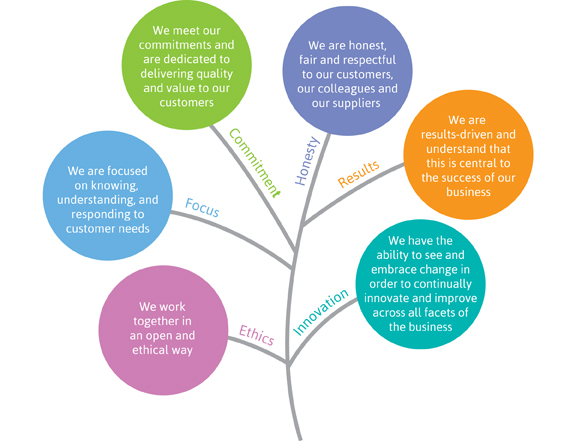 We meet our
commitments and
are dedicated to
delivering quality
and value to our
customers
Commitment
We are honest,
fair and respectful
to our customers,
our colleagues and
our suppliers
Honesty
We are
results-driven and
understand that
this is central to
the success of our
business
Results
We are focused
on knowing,
understanding, and
responding to
customer needs
Focus
We have the
ability to see and
embrace change in
order to continually
innovate and improve
across all facets of
the business
Innovation
We work
together in
an open and
ethical way
Ethics